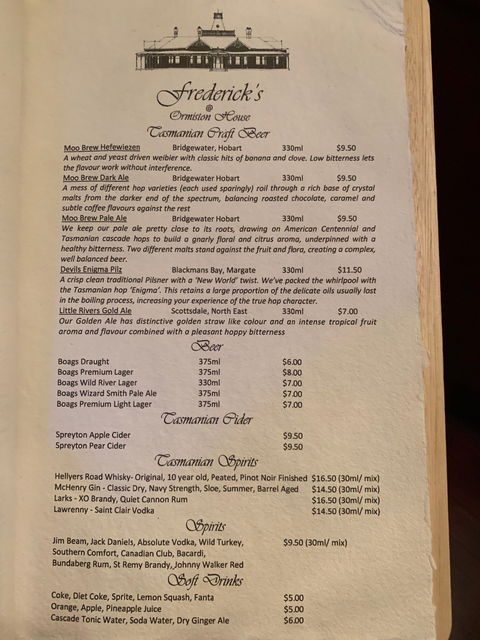 Frederick's
@
Ormiston House
Tasmanian Craft Beer
Moo Brew Hefewiezen Bridgewater, Hobart 330ml $9.50
A wheat and yeast driven weibier with classic hits of banana and clove. Low bitterness lets
the flavour work without interference.
Moo Brew Dark Ale Bridgewater Hobart 330ml $9.50
A mess of different hop varieties (each used sparingly) roil through a rich base of crystal
malts from the darker end of the spectrum, balancing roasted chocolate, caramel and
subtle coffee flavours against the rest
Moo Brew Pale Ale Bridgewater Hobart 330ml $9.50
We keep our pale ale pretty close to its roots, drawing on American Centennial and
Tasmanian cascade hops to build a gnarly floral and citrus aroma, underpinned with a
healthy bitterness. Two different malts stand against the fruit and flora, creating a complex,
well balanced beer.
Devils Enigma Pilz Blackmans Bay, Margate 330ml $11.50
A crisp clean traditional Pilsner with a 'New World' twist. We've packed the whirlpool with
the Tasmanian hop 'Enigma'. This retains a large proportion of the delicate oils usually lost
in the boiling process, increasing your experience of the true hop character.
Little Rivers Gold Ale Scottsdale, North East 330ml $7.00
Our Golden Ale has distinctive golden straw like colour and an intense tropical fruit
aroma and flavour combined with a pleasant hoppy bitterness
Beer
Boags Draught 375ml $6.00
Boags Premium Lager 375ml $8.00
Boags Wild River Lager 330ml $7.00
Boags Wizard Smith Pale Ale 375ml $7.00
Boags Premium Light Lager 375ml $7.00
Tasmanian Cider
Spreyton Apple Cider $9.50
Spreyton Pear Cider $9.50
Tasmanian Spirits
Hellyers Road Whisky- Original, 10 year old, Peated, Pinot Noir Finished $16.50 (30ml/ mix)
McHenry Gin - Classic Dry, Navy Strength, Sloe, Summer, Barrel Aged $14.50 (30ml/ mix)
Larks - XO Brandy, Quiet Cannon Rum $16.50 (30ml/ mix)
Lawrenny - Saint Clair Vodka $14.50 (30ml/ mix)
Spirits
Jim Beam, Jack Daniels, Absolute Vodka, Wild Turkey, $9.50 (30ml/ mix)
Southern Comfort, Canadian Club, Bacardi,
Bundaberg Rum, St Remy Brandy, Johnny Walker Red
Soft Drinks
Coke, Diet Coke, Sprite, Lemon Squash, Fanta $5.00
Orange, Apple, Pineapple Juice $5.00
Cascade Tonic Water, Soda Water, Dry Ginger Ale $6.00